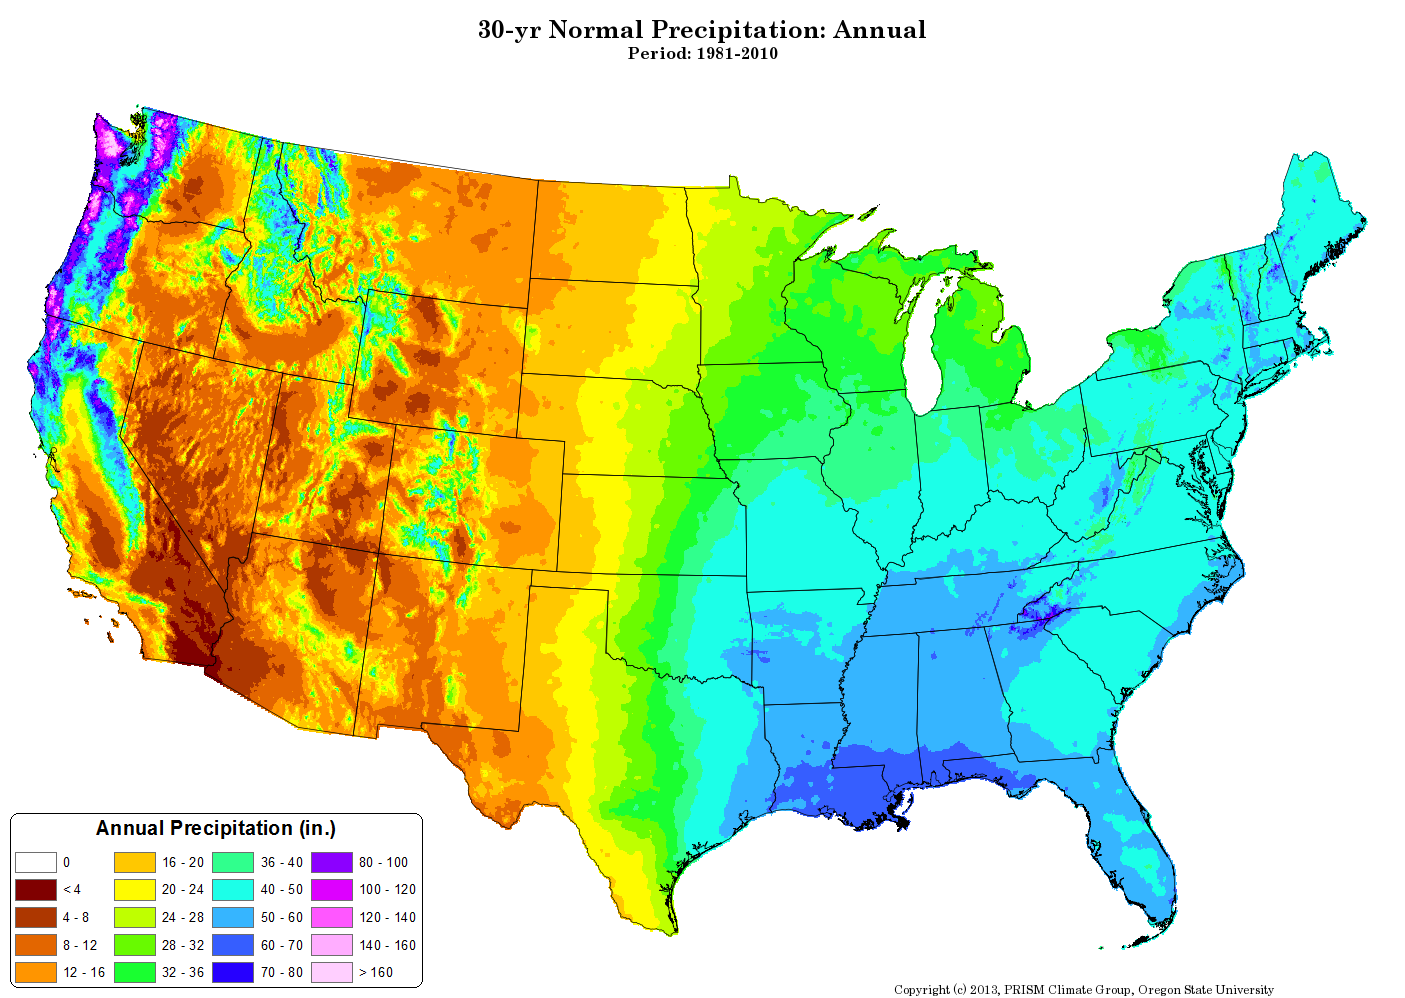 30-yr Normal Precipitation: Annual
Period: 1981-2010
Annual Precipitation (in.)
0
< 4
4 - 8
8 - 12
12 - 16
16 - 20
20 - 24
24 - 28
28 - 32
32 - 36
36 - 40
40 - 50
50 - 60
60 - 70
70 - 80
80 - 100
100 - 120
120 - 140
140 - 160
> 160
Copyright (c) 2013, PRISM Climate Group, Oregon State University